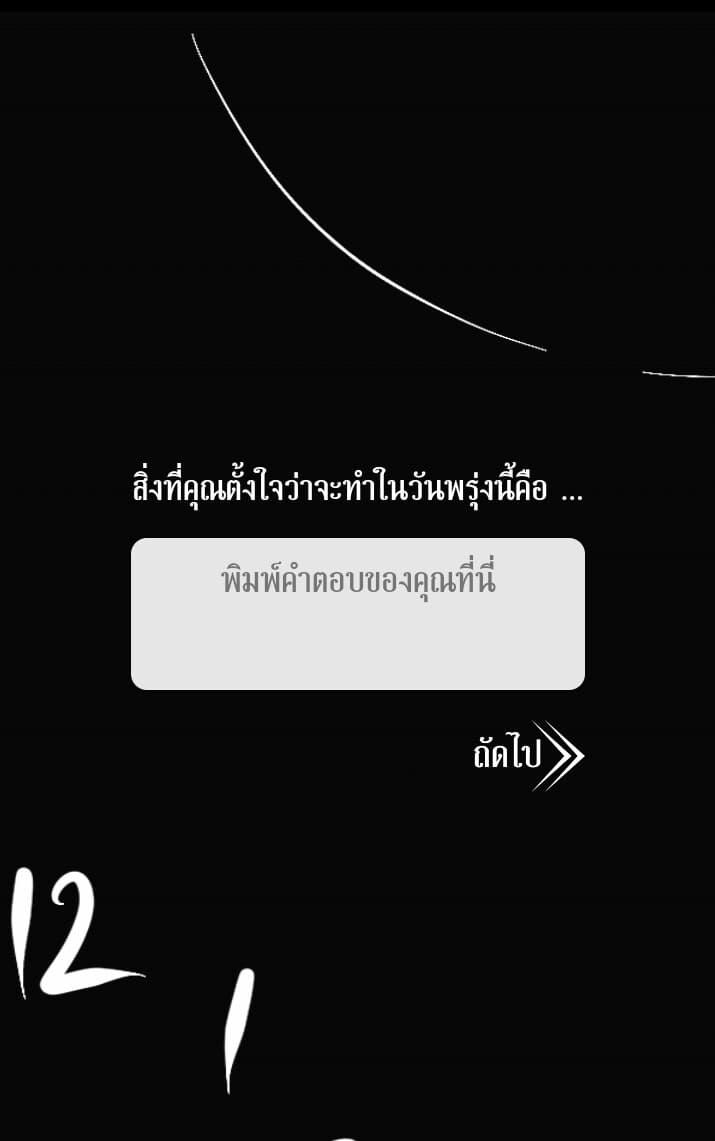 สิ่งที่คุณตั้งใจว่าจะทำในวันพรุ่งนี้คือ ...
พิมพ์คำตอบของคุณที่นี่
ถัดไป
12
1